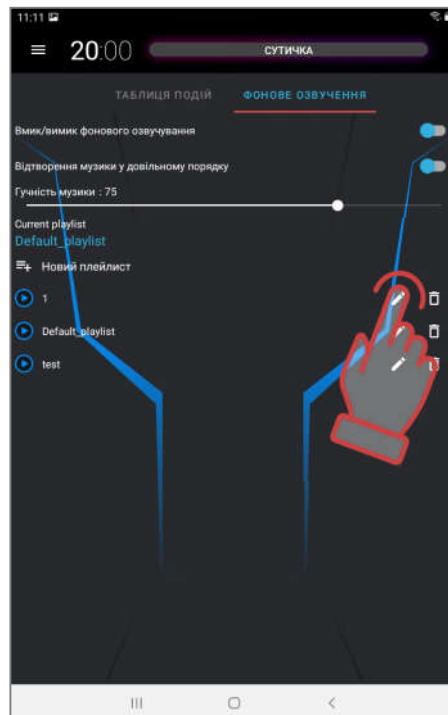 11:11
20:00
СУТИЧКА
ТАБЛИЦЯ ПОДІЙ
ФОНОВЕ ОЗВУЧЕННЯ
Вмик/вимик фонового озвучування
Відтворення музики у довільному порядку
Гучність музики : 75
Current playlist
Default_playlist
Новий плейлист
1
Default_playlist
test